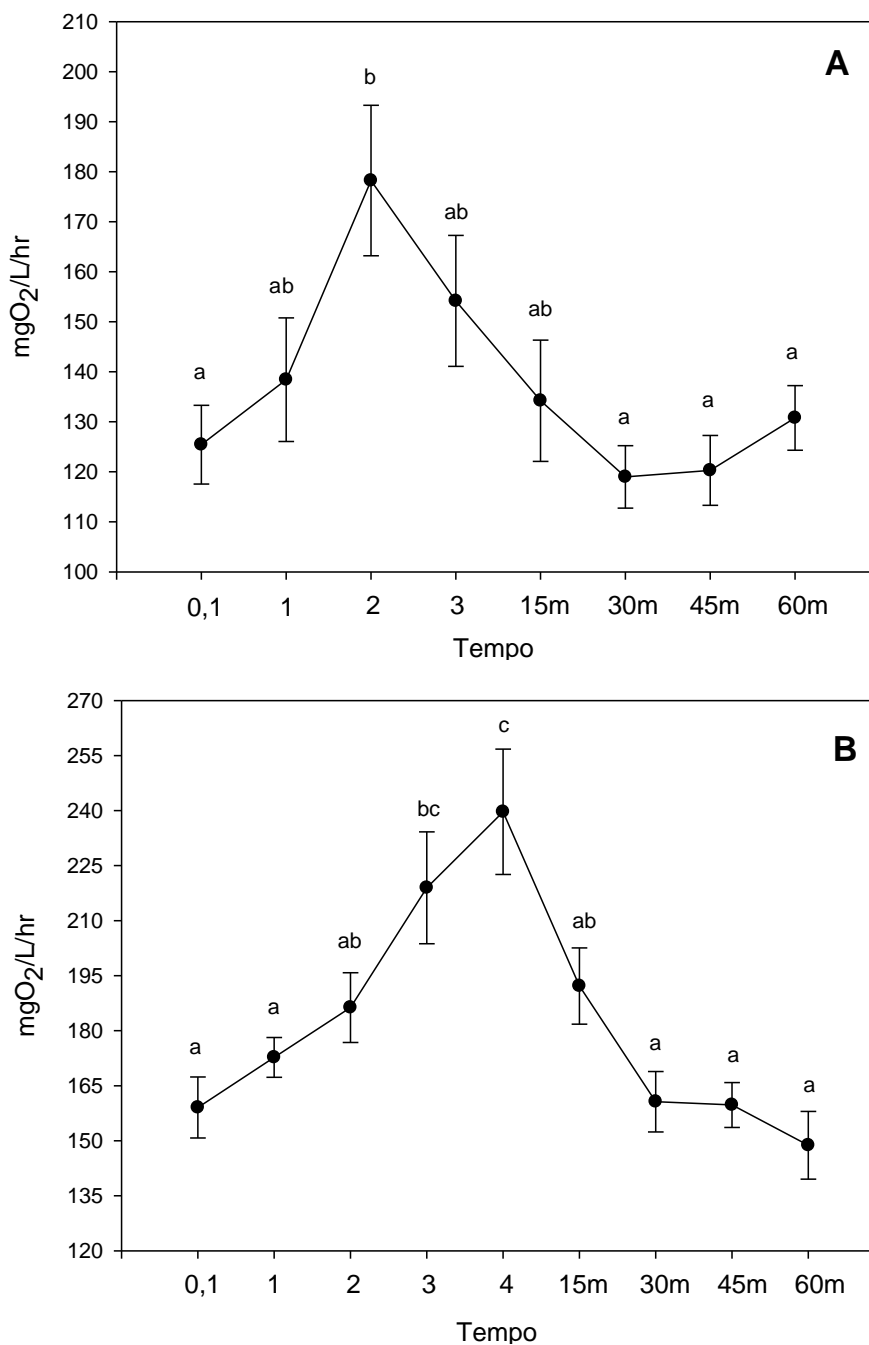 210
A
200
b
190
180
ab
170
ab
160
ab
150
a
140
a
a
a
130
120
110
100
mgO₂/L/hr
0,1 1 2 3 15m 30m 45m 60m
Tempo
270
B
c
255
240
bc
225
210
ab
ab
195
a
180
a
a
a
165
a
150
135
120
mgO₂/L/hr
0,1 1 2 3 4 15m 30m 45m 60m
Tempo